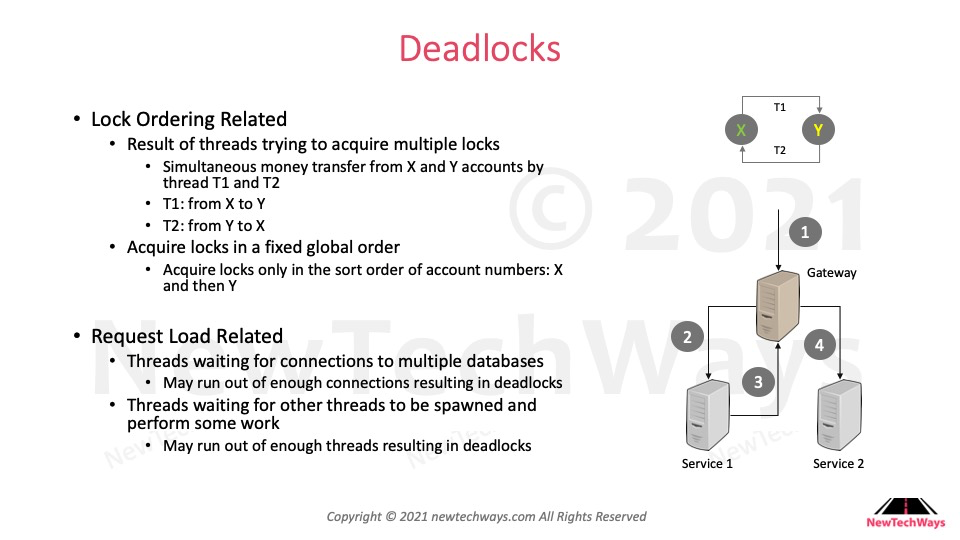 Deadlocks
• Lock Ordering Related
• Result of threads trying to acquire multiple locks
• Simultaneous money transfer from X and Y accounts by
thread T1 and T2
• T1: from X to Y
• T2: from Y to X
• Acquire locks in a fixed global order
• Acquire locks only in the sort order of account numbers: X
and then Y
• Request Load Related
• Threads waiting for connections to multiple databases
• May run out of enough connections resulting in deadlocks
• Threads waiting for other threads to be spawned and
perform some work
• May run out of enough threads resulting in deadlocks
T1
X
Y
T2
1
Gateway
2
4
3
Service 1
Service 2
© 2021
NewTechWays
Copyright © 2021 newtechways.com All Rights Reserved
NewTechWays